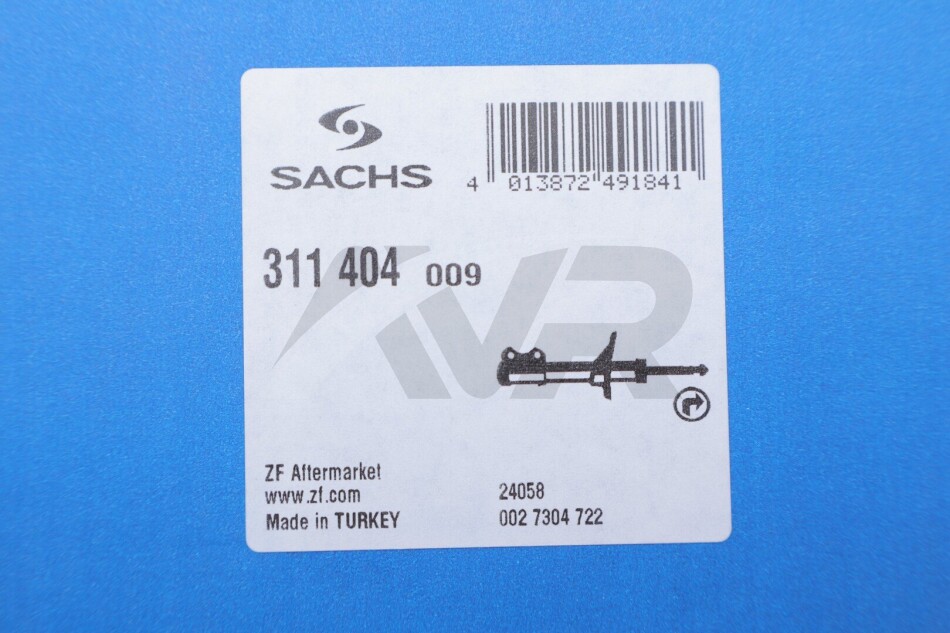 SACHS
4 013872 491841
311 404 009
VR
ZF Aftermarket
www.zf.com
Made in TURKEY
24058
002 7304 722